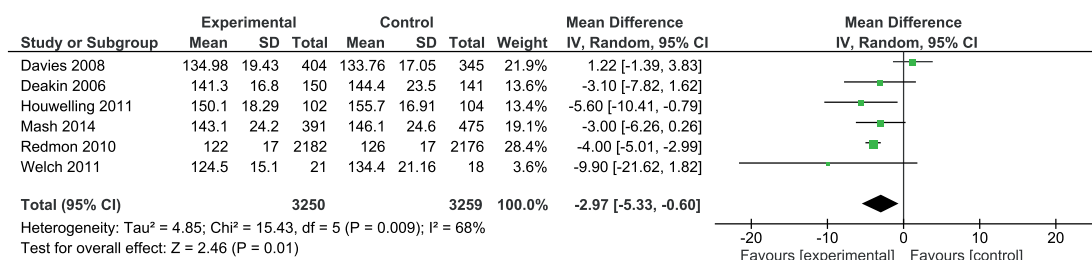 Experimental Control Mean Difference Mean Difference
Study or Subgroup Mean SD Total Mean SD Total Weight IV, Random, 95% CI IV, Random, 95% CI
Davies 2008 134.98 19.43 404 133.76 17.05 345 21.9% 1.22 [-1.39, 3.83]
Deakin 2006 141.3 16.8 150 144.4 23.5 141 13.6% -3.10 [-7.82, 1.62]
Houwelling 2011 150.1 18.29 102 155.7 16.91 104 13.4% -5.60 [-10.41, -0.79]
Mash 2014 143.1 24.2 391 146.1 24.6 475 19.1% -3.00 [-6.26, 0.26]
Redmon 2010 122 17 2182 126 17 2176 28.4% -4.00 [-5.01, -2.99]
Welch 2011 124.5 15.1 21 134.4 21.16 18 3.6% -9.90 [-21.62, 1.82]
Total (95% CI) 3250 3259 100.0% -2.97 [-5.33, -0.60]
Heterogeneity: Tau² = 4.85; Chi² = 15.43, df = 5 (P = 0.009); I² = 68%
Test for overall effect: Z = 2.46 (P = 0.01)
-20 -10 0 10 20
Favours [experimental] Favours [control]